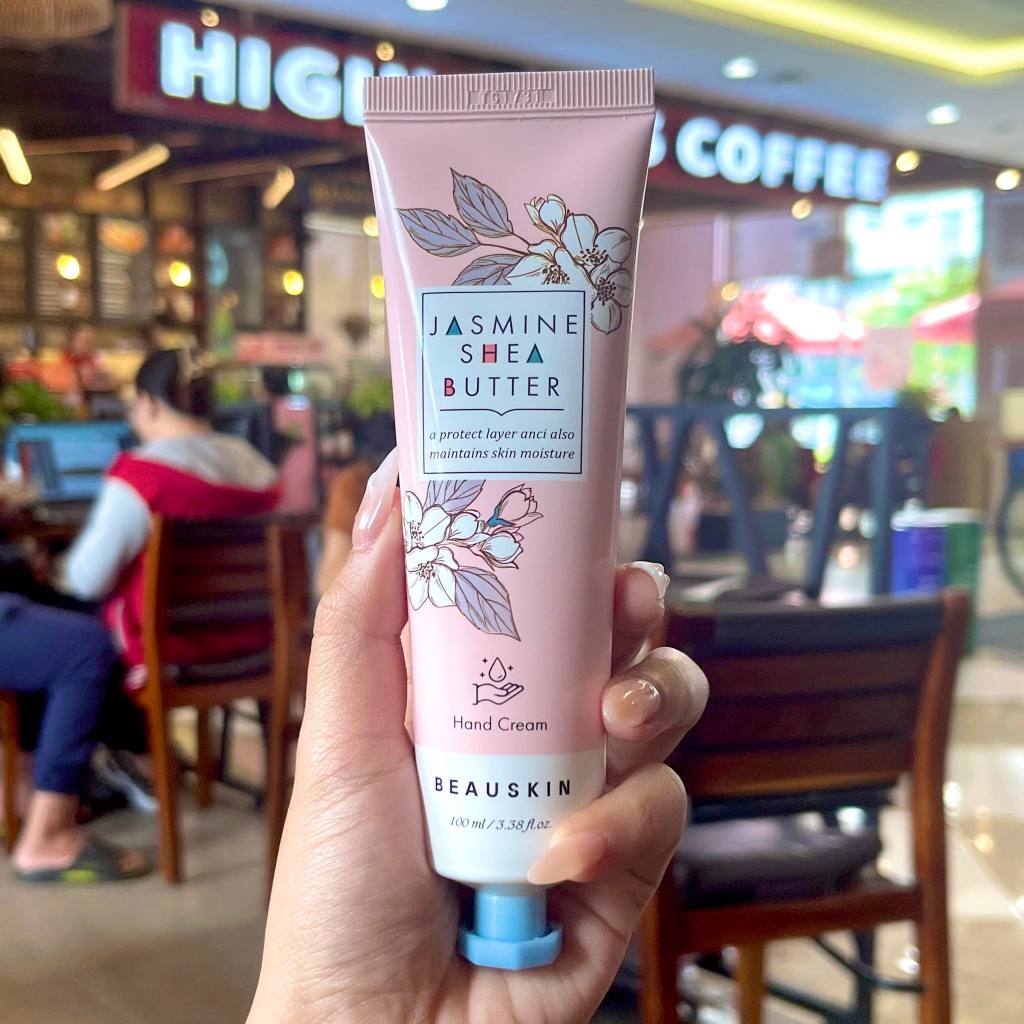 HIGH
S COFFEE
JASMINE
SHEA
BUTTER
a protect layer anci also
maintains skin moisture
Hand Cream
BEAUSKIN
100 ml / 3.38 fl.oz.